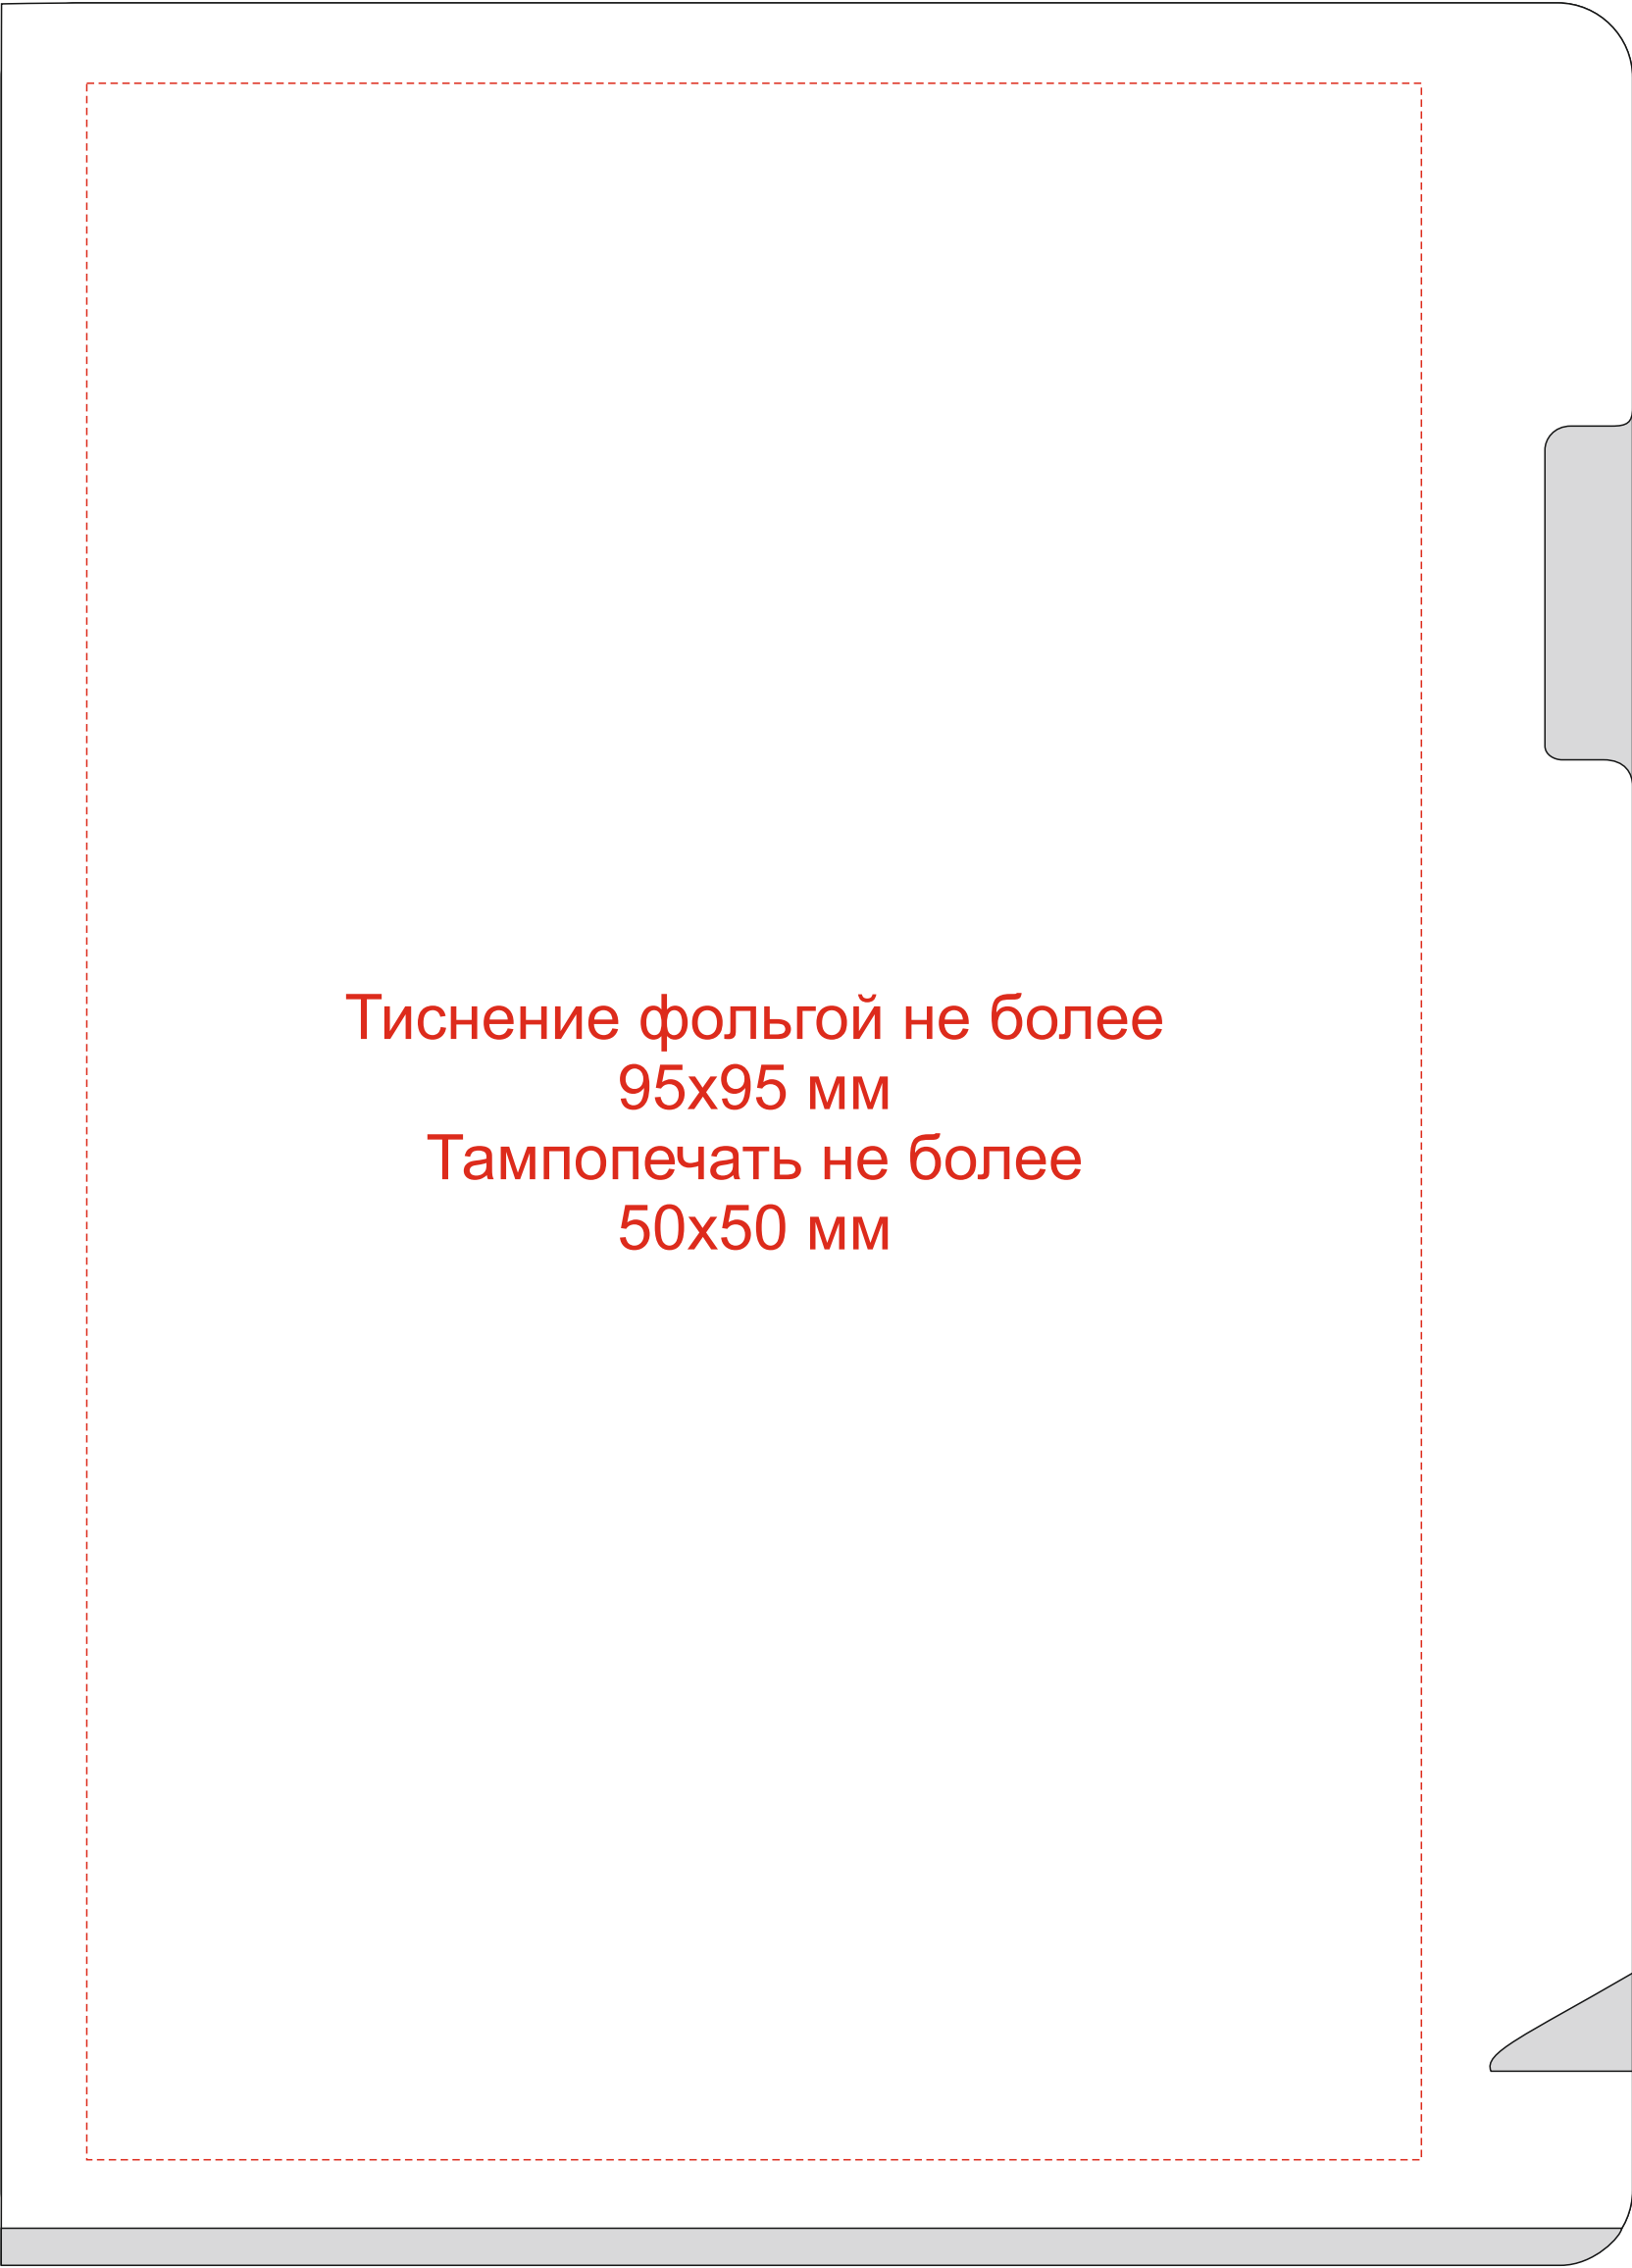 Тиснение фольгой не более
95х95 мм
Тампопечать не более
50х50 мм